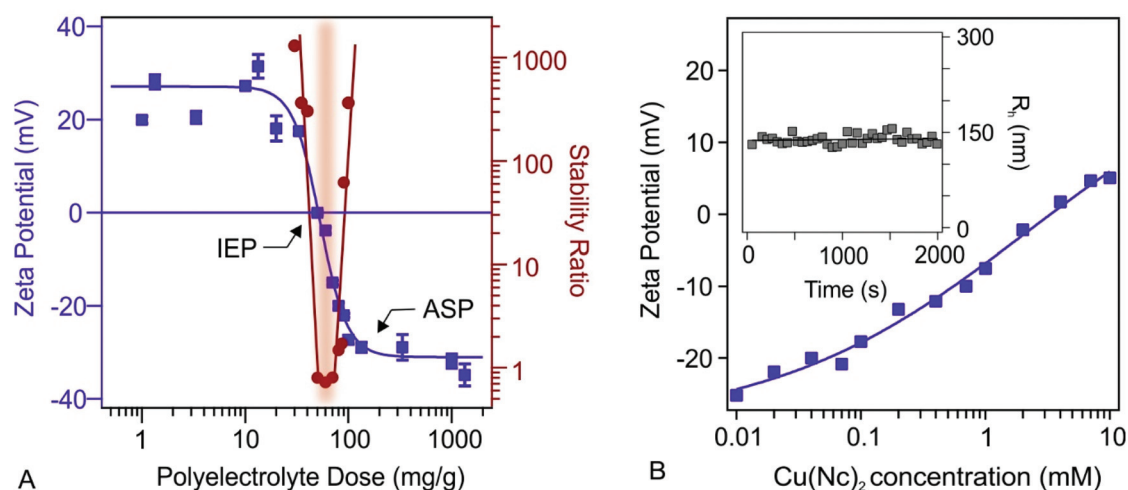 40
20
0
-20
-40
Zeta Potential (mV)
IEP
ASP
1000
100
10
1
Stability Ratio
1
10
100
1000
Polyelectrolyte Dose (mg/g)
A
20
10
0
-10
-20
Zeta Potential (mV)
300
150
0
Rₕ (nm)
0
1000
2000
Time (s)
0.01
0.1
1
10
Cu(Nc)₂ concentration (mM)
B